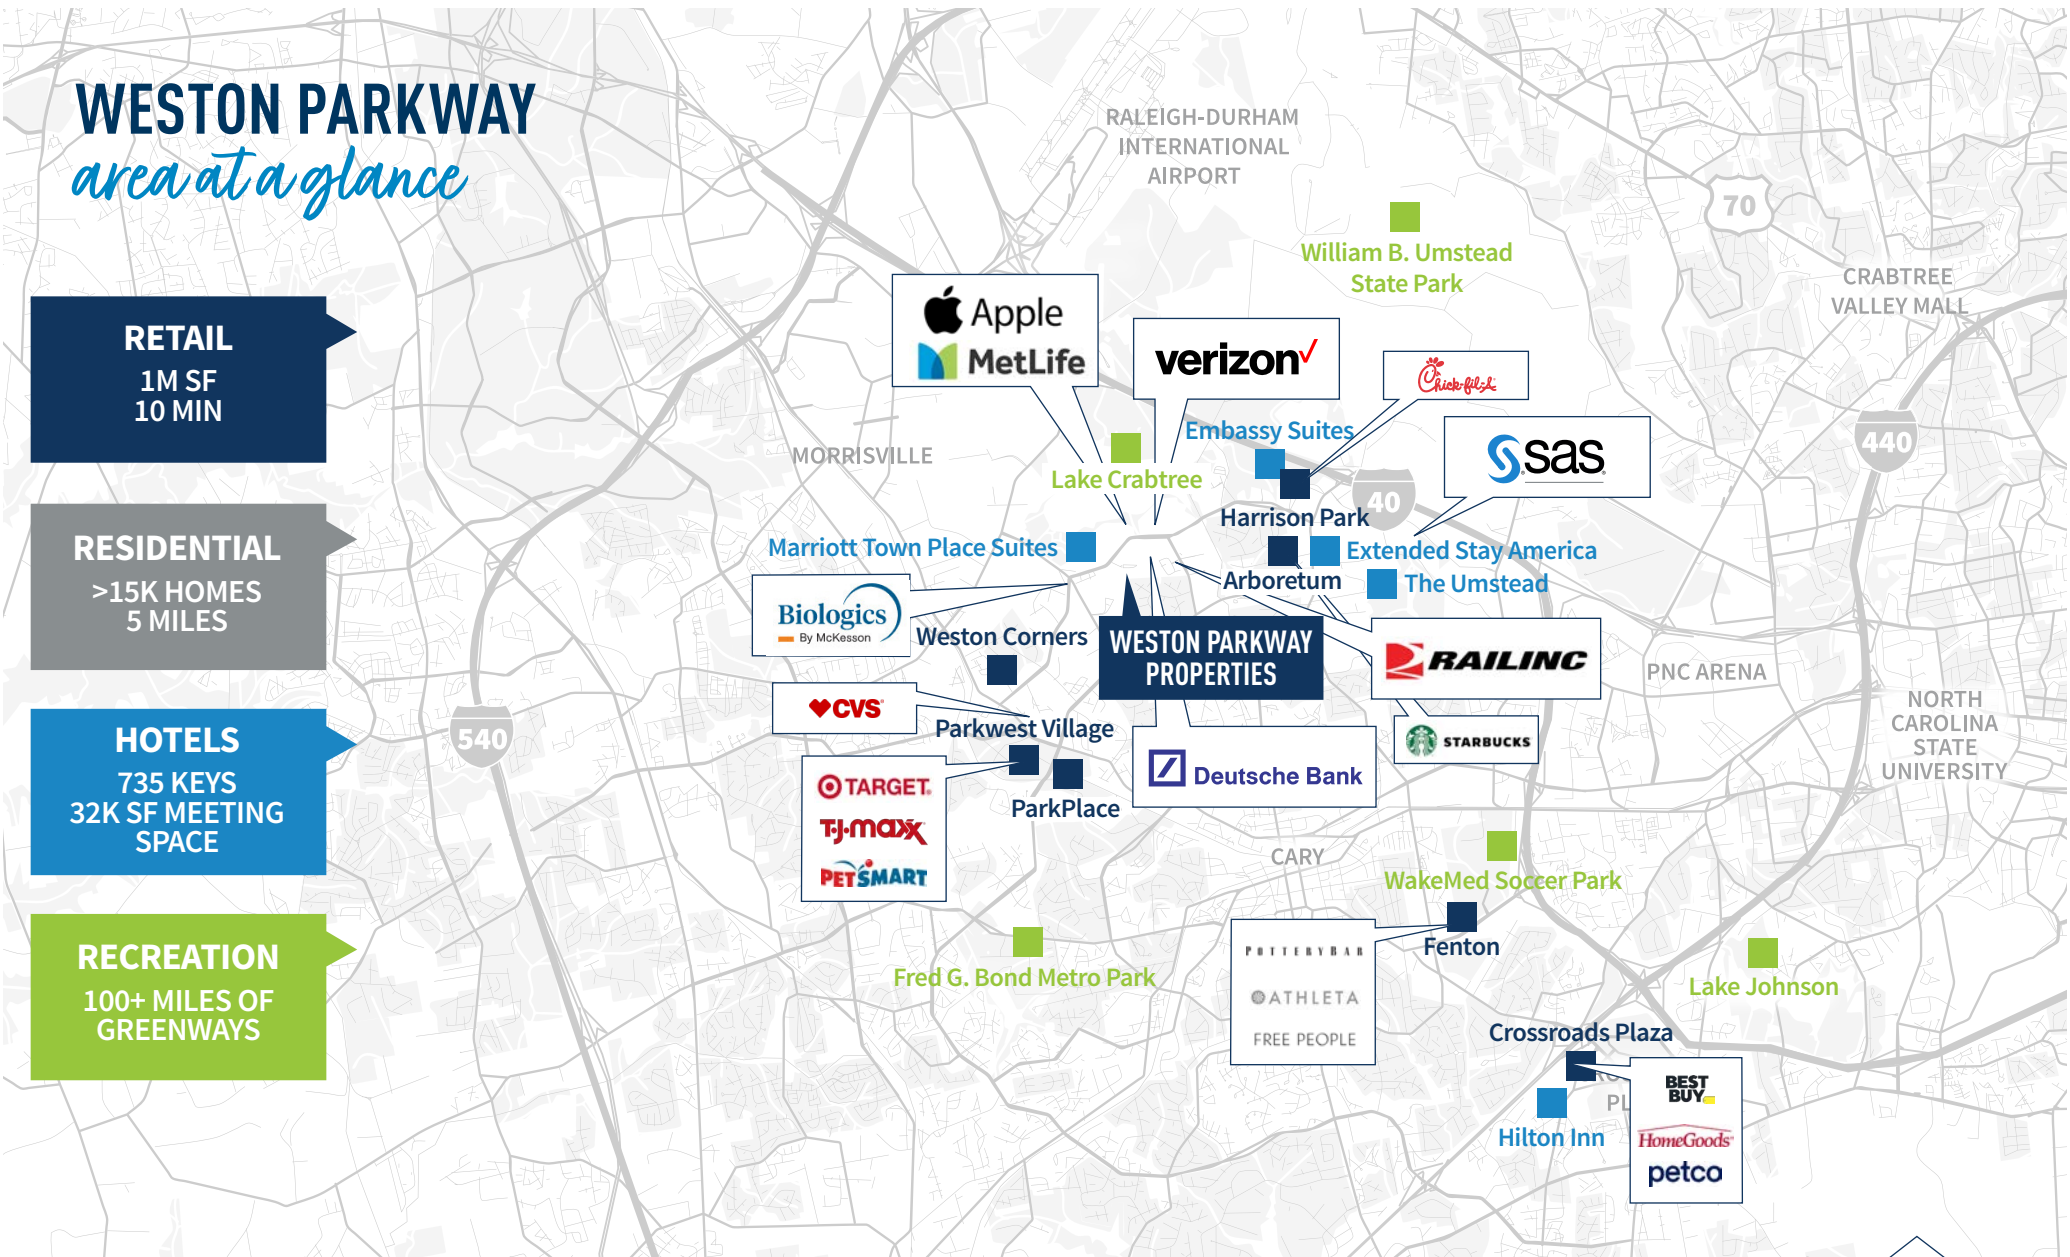 WESTON PARKWAY
area at a glance
RETAIL
1M SF
10 MIN
RESIDENTIAL
>15K HOMES
5 MILES
HOTELS
735 KEYS
32K SF MEETING
SPACE
RECREATION
100+ MILES OF
GREENWAYS
RALEIGH-DURHAM
INTERNATIONAL
AIRPORT
70
William B. Umstead
State Park
CRABTREE
VALLEY MALL
Apple
MetLife
verizon
Chick-fil-A
440
Embassy Suites
sas
MORRISVILLE
Lake Crabtree
40
Harrison Park
Marriott Town Place Suites
Extended Stay America
Arboretum
The Umstead
Biologics
By McKesson
Weston Corners
WESTON PARKWAY
PROPERTIES
RAILINC
PNC ARENA
NORTH
CAROLINA
STATE
UNIVERSITY
CVS
Parkwest Village
540
STARBUCKS
TARGET
Deutsche Bank
ParkPlace
T·J·maxx
PETSMART
CARY
WakeMed Soccer Park
Fenton
POTTERY BAR
ATHLETA
FREE PEOPLE
Fred G. Bond Metro Park
Lake Johnson
Crossroads Plaza
PL
BEST
BUY
Hilton Inn
HomeGoods
petco